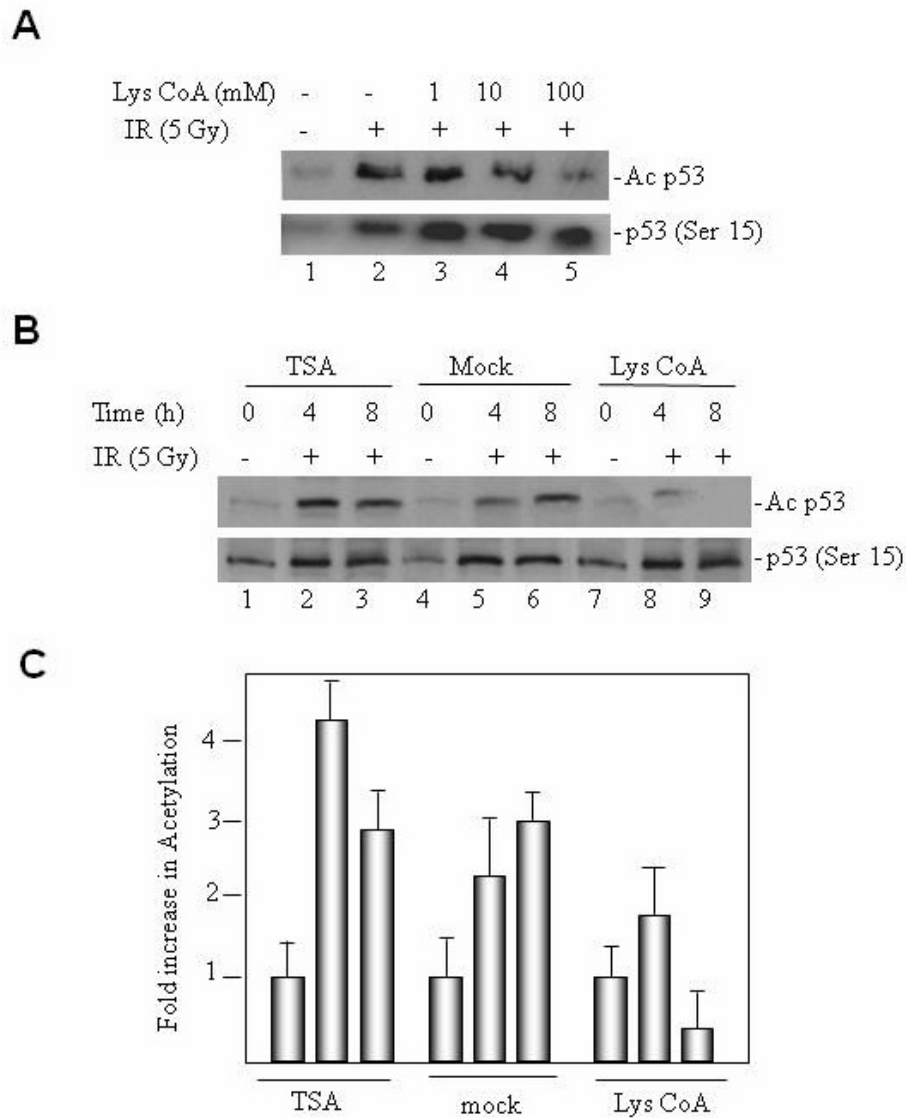 A
Lys CoA (mM) - - 1 10 100
IR (5 Gy) - + + + +
-Ac p53
-p53 (Ser 15)
1 2 3 4 5
B
TSA Mock Lys CoA
Time (h) 0 4 8 0 4 8 0 4 8
IR (5 Gy) - + + - + + - + +
-Ac p53
-p53 (Ser 15)
1 2 3 4 5 6 7 8 9
C
Fold increase in Acetylation
4
3
2
1
TSA mock Lys CoA